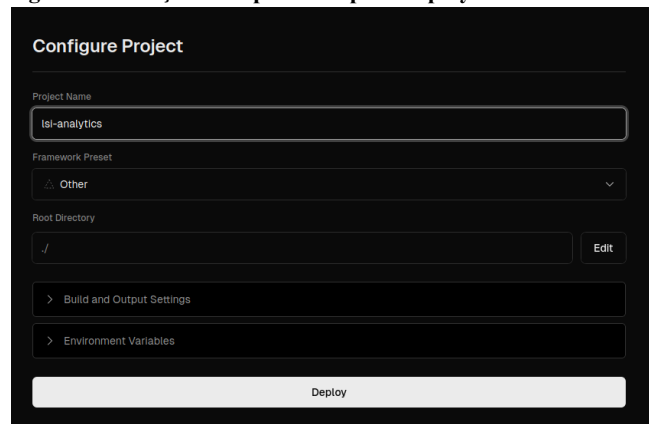 Configure Project
Project Name
lsi-analytics
Framework Preset
Other
Root Directory
./
Edit
Build and Output Settings
Environment Variables
Deploy